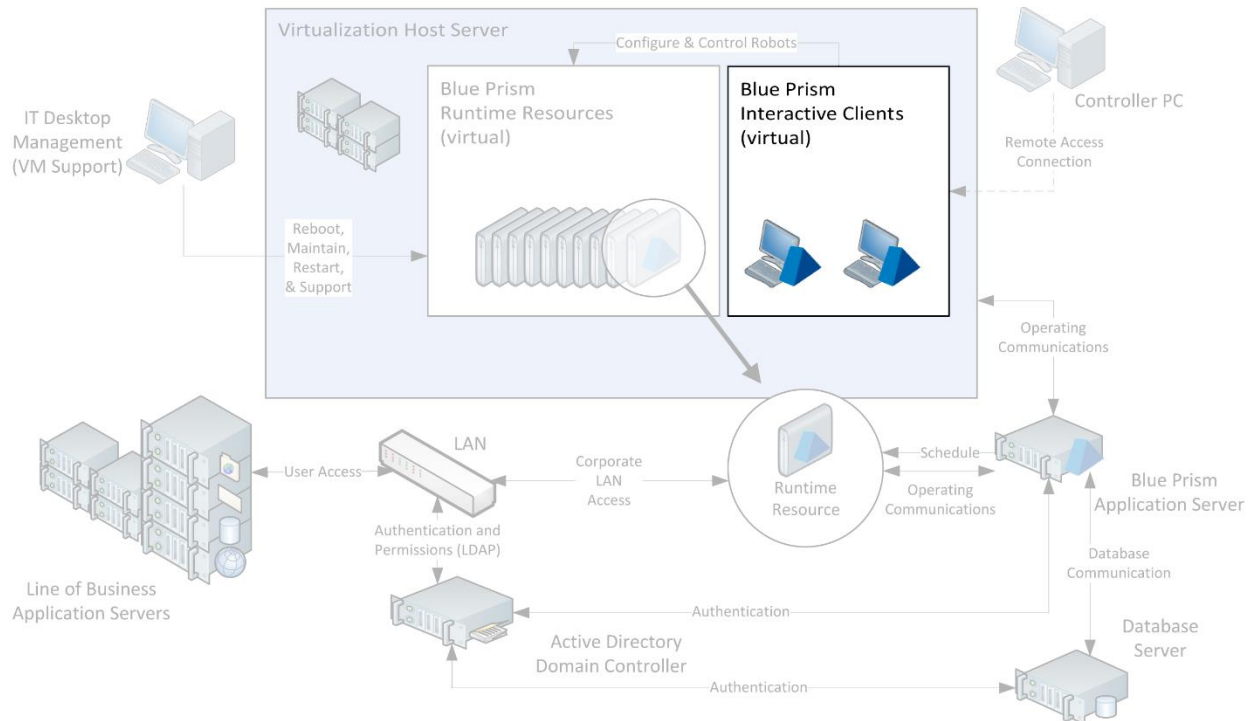 Virtualization Host Server
Configure & Control Robots
Blue Prism
Runtime Resources
(virtual)
Blue Prism
Interactive Clients
(virtual)
Controller PC
IT Desktop
Management
(VM Support)
Remote Access
Connection
Reboot,
Maintain,
Restart,
& Support
Operating
Communications
LAN
User Access
Corporate
LAN
Access
Runtime
Resource
Schedule
Operating
Communications
Blue Prism
Application Server
Authentication and
Permissions (LDAP)
Database
Communication
Line of Business
Application Servers
Authentication
Active Directory
Domain Controller
Database
Server
Authentication